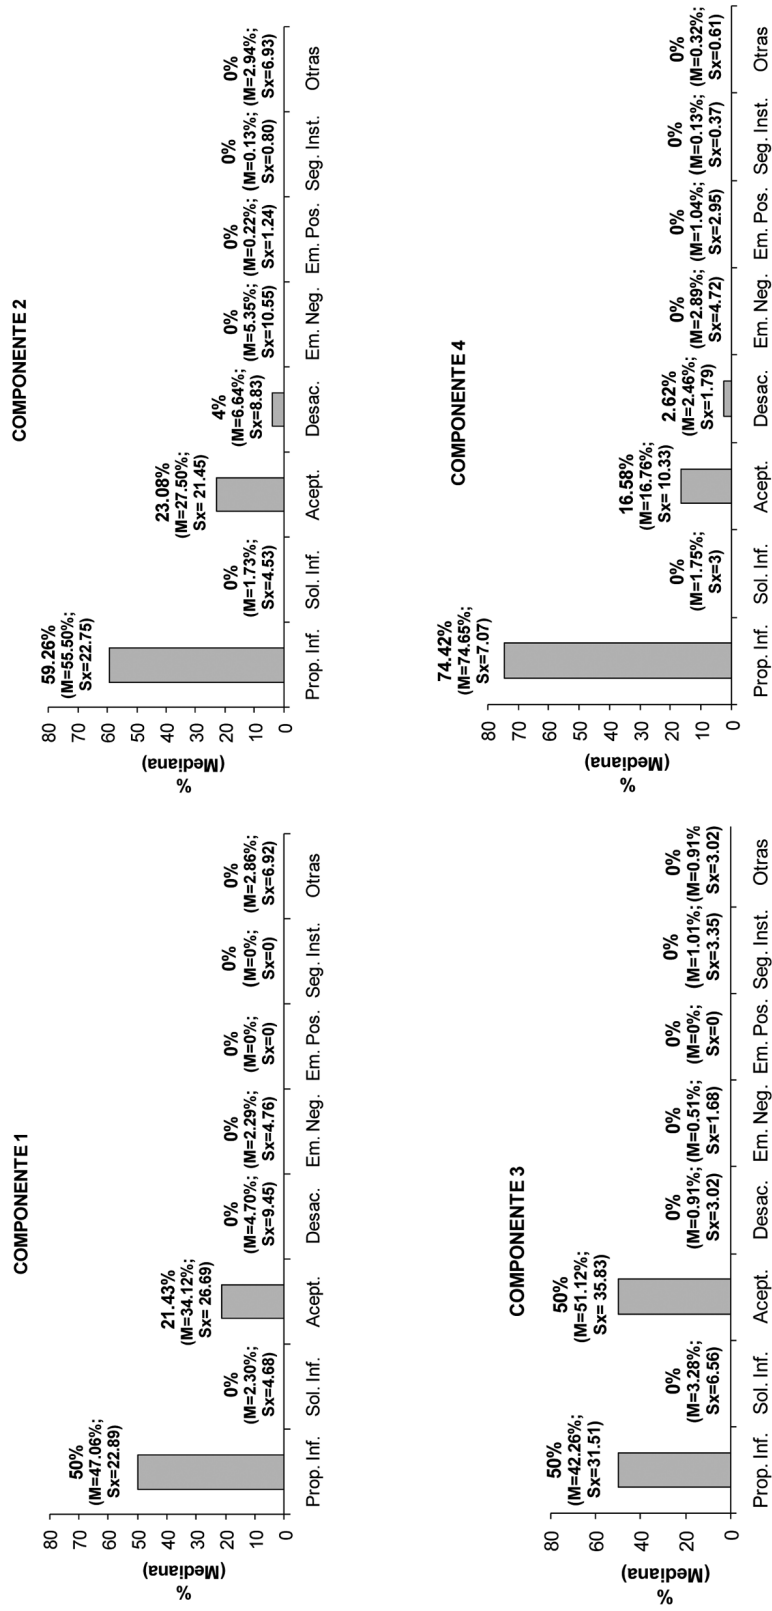 COMPONENTE 1
%
(Mediana)
80
70
60
50
40
30
20
10
0
50%
(M=47.06%;
Sx=22.89)
0%
(M=2.30%;
Sx=4.68)
21.43%
(M=34.12%;
Sx= 26.69)
0%
(M=4.70%;
Sx=9.45)
0%
(M=2.29%;
Sx=4.76)
0%
(M=0%;
Sx=0)
0%
(M=0%;
Sx=0)
0%
(M=2.86%;
Sx=6.92)
Prop. Inf. Sol. Inf. Acept. Desac. Em. Neg. Em. Pos. Seg. Inst. Otras
COMPONENTE 2
%
(Mediana)
80
70
60
50
40
30
20
10
0
59.26%
(M=55.50%;
Sx=22.75)
0%
(M=1.73%;
Sx=4.53)
23.08%
(M=27.50%;
Sx= 21.45)
4%
(M=6.64%;
Sx=8.83)
0%
(M=5.35%;
Sx=10.55)
0%
(M=0.22%;
Sx=1.24)
0%
(M=0.13%;
Sx=0.80)
0%
(M=2.94%;
Sx=6.93)
Prop. Inf. Sol. Inf. Acept. Desac. Em. Neg. Em. Pos. Seg. Inst. Otras
COMPONENTE 3
%
(Mediana)
80
60
40
20
0
50%
(M=42.26%;
Sx=31.51)
0%
(M=3.28%;
Sx=6.56)
50%
(M=51.12%;
Sx= 35.83)
0%
(M=0.91%;
Sx=3.02)
0%
(M=0.51%;
Sx=1.68)
0%
(M=0%;
Sx=0)
0%
(M=1.01%;
Sx=3.35)
0%
(M=0.91%
Sx=3.02)
Prop. Inf. Sol. Inf. Acept. Desac. Em. Neg. Em. Pos. Seg. Inst. Otras
COMPONENTE 4
%
(Mediana)
80
70
60
50
40
30
20
10
0
74.42%
(M=74.65%;
Sx=7.07)
0%
(M=1.75%;
Sx=3)
16.58%
(M=16.76%;
Sx= 10.33)
2.62%
(M=2.46%;
Sx=1.79)
0%
(M=2.89%;
Sx=4.72)
0%
(M=1.04%;
Sx=2.95)
0%
(M=0.13%;
Sx=0.37)
0%
(M=0.32%;
Sx=0.61)
Prop. Inf. Sol. Inf. Acept. Desac. Em. Neg. Em. Pos. Seg. Inst. Otras